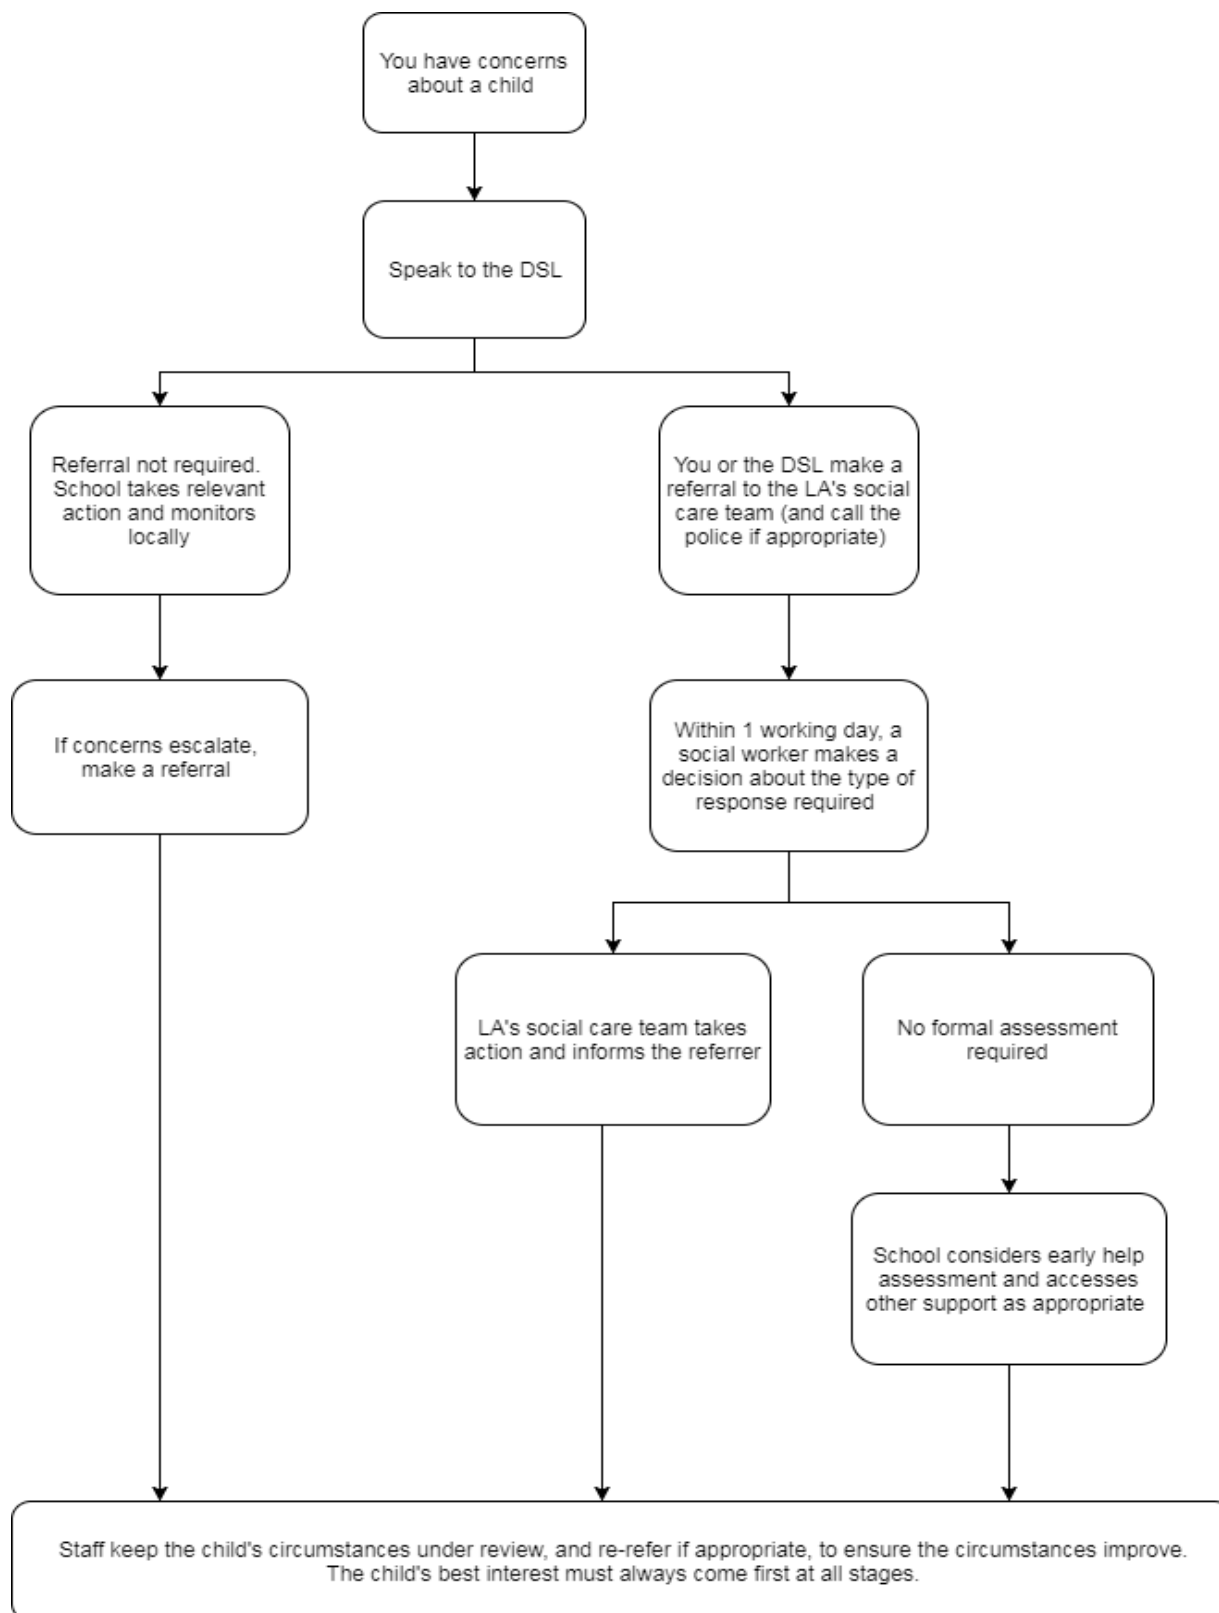 You have concerns
about a child
Speak to the DSL
Referral not required.
School takes relevant
action and monitors
locally
You or the DSL make a
referral to the LA's social
care team (and call the
police if appropriate)
If concerns escalate,
make a referral
Within 1 working day, a
social worker makes a
decision about the type of
response required
LA's social care team takes
action and informs the referrer
No formal assessment
required
School considers early help
assessment and accesses
other support as appropriate
Staff keep the child's circumstances under review, and re-refer if appropriate, to ensure the circumstances improve.
The child's best interest must always come first at all stages.